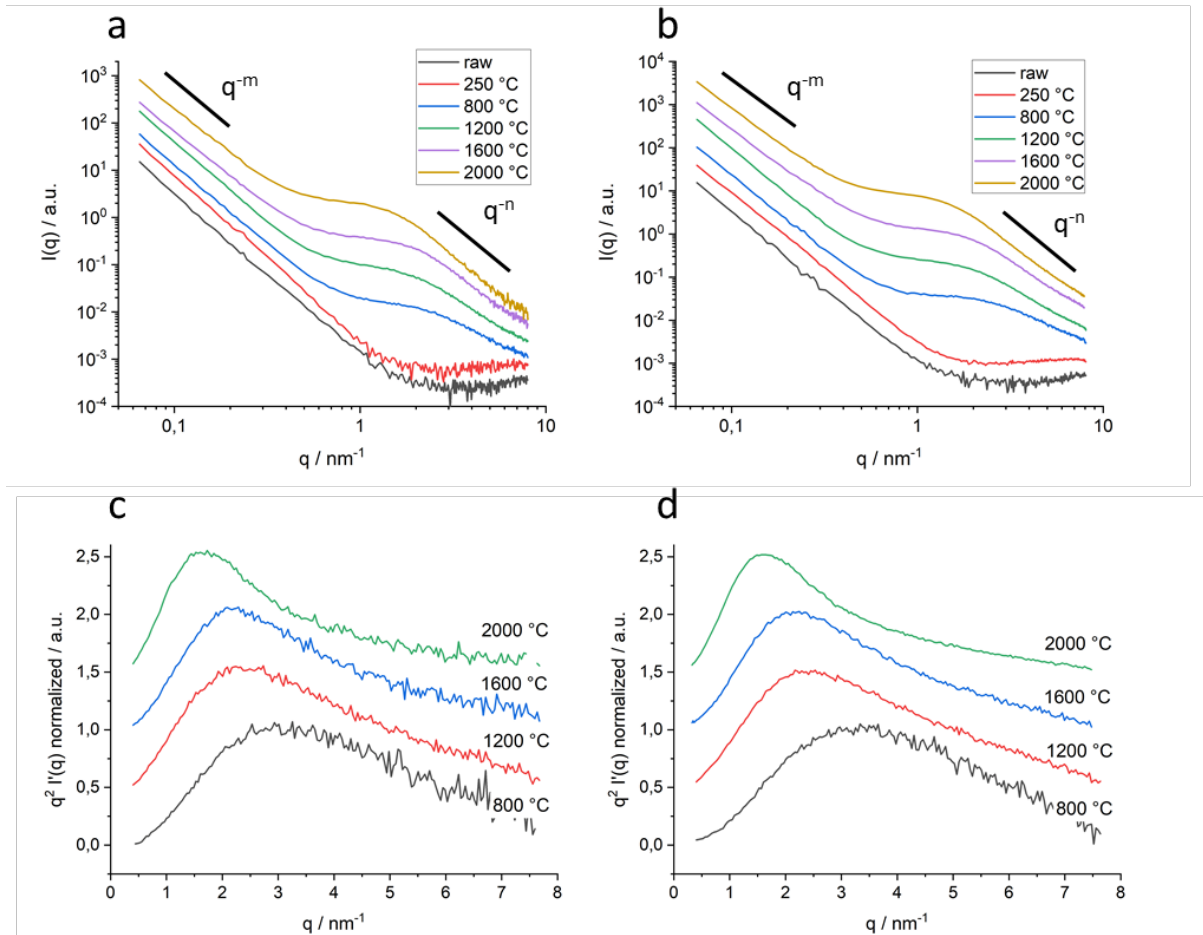 a
10³
10²
10¹
10⁰
10⁻¹
10⁻²
10⁻³
10⁻⁴
I(q) / a.u.
q⁻ᵐ
q⁻ⁿ
raw
250 °C
800 °C
1200 °C
1600 °C
2000 °C
0,1
1
10
q / nm⁻¹
b
10⁴
10³
10²
10¹
10⁰
10⁻¹
10⁻²
10⁻³
10⁻⁴
I(q) / a.u.
q⁻ᵐ
q⁻ⁿ
raw
250 °C
800 °C
1200 °C
1600 °C
2000 °C
0,1
1
10
q / nm⁻¹
c
2,5
2,0
1,5
1,0
0,5
0,0
q² I'(q) normalized / a.u.
2000 °C
1600 °C
1200 °C
800 °C
0 1 2 3 4 5 6 7 8
q / nm⁻¹
d
2,5
2,0
1,5
1,0
0,5
0,0
q² I'(q) normalized / a.u.
2000 °C
1600 °C
1200 °C
800 °C
0 1 2 3 4 5 6 7 8
q / nm⁻¹